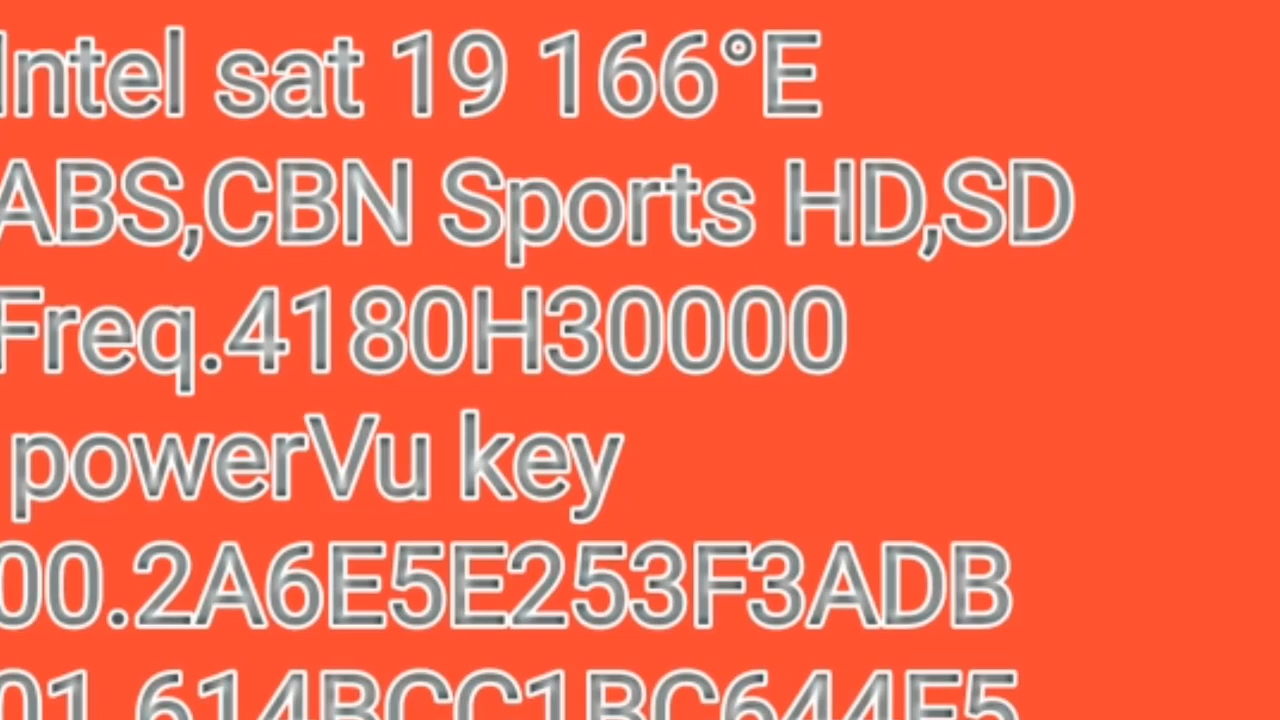 Intel sat 19 166°E
ABS,CBN Sports HD,SD
Freq.4180H30000
powerVu key
00.2A6E5E253F3ADB